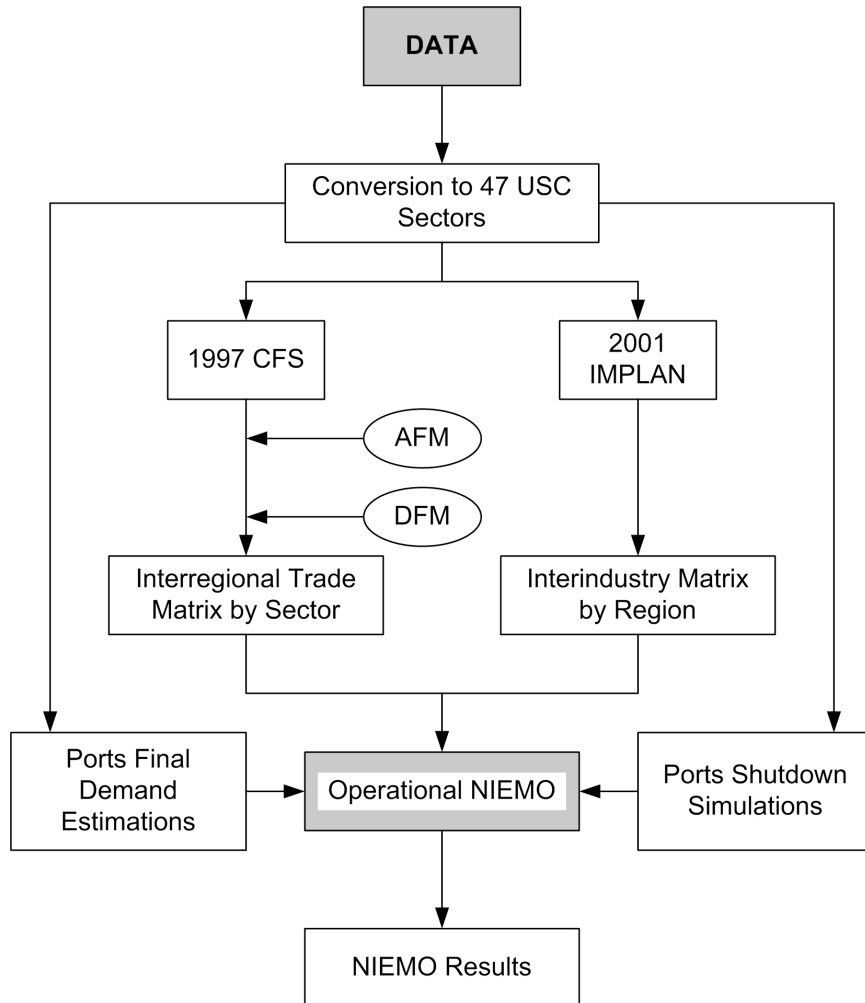 DATA
Conversion to 47 USC
Sectors
1997 CFS
2001
IMPLAN
AFM
DFM
Interregional Trade
Matrix by Sector
Interindustry Matrix
by Region
Ports Final
Demand
Estimations
Operational NIEMO
Ports Shutdown
Simulations
NIEMO Results